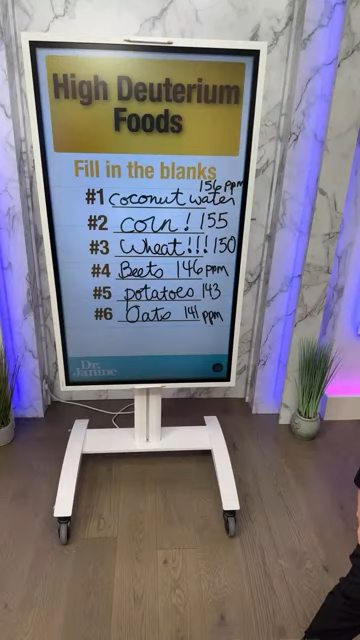 High Deuterium
Foods
Fill in the blanks
156 ppm
#1 coconut water
#2 corn! 155
#3 Wheat!!! 150
#4 Beets 146 ppm
#5 potatoes 143
#6 Oats 141 ppm
Dr.
Janine